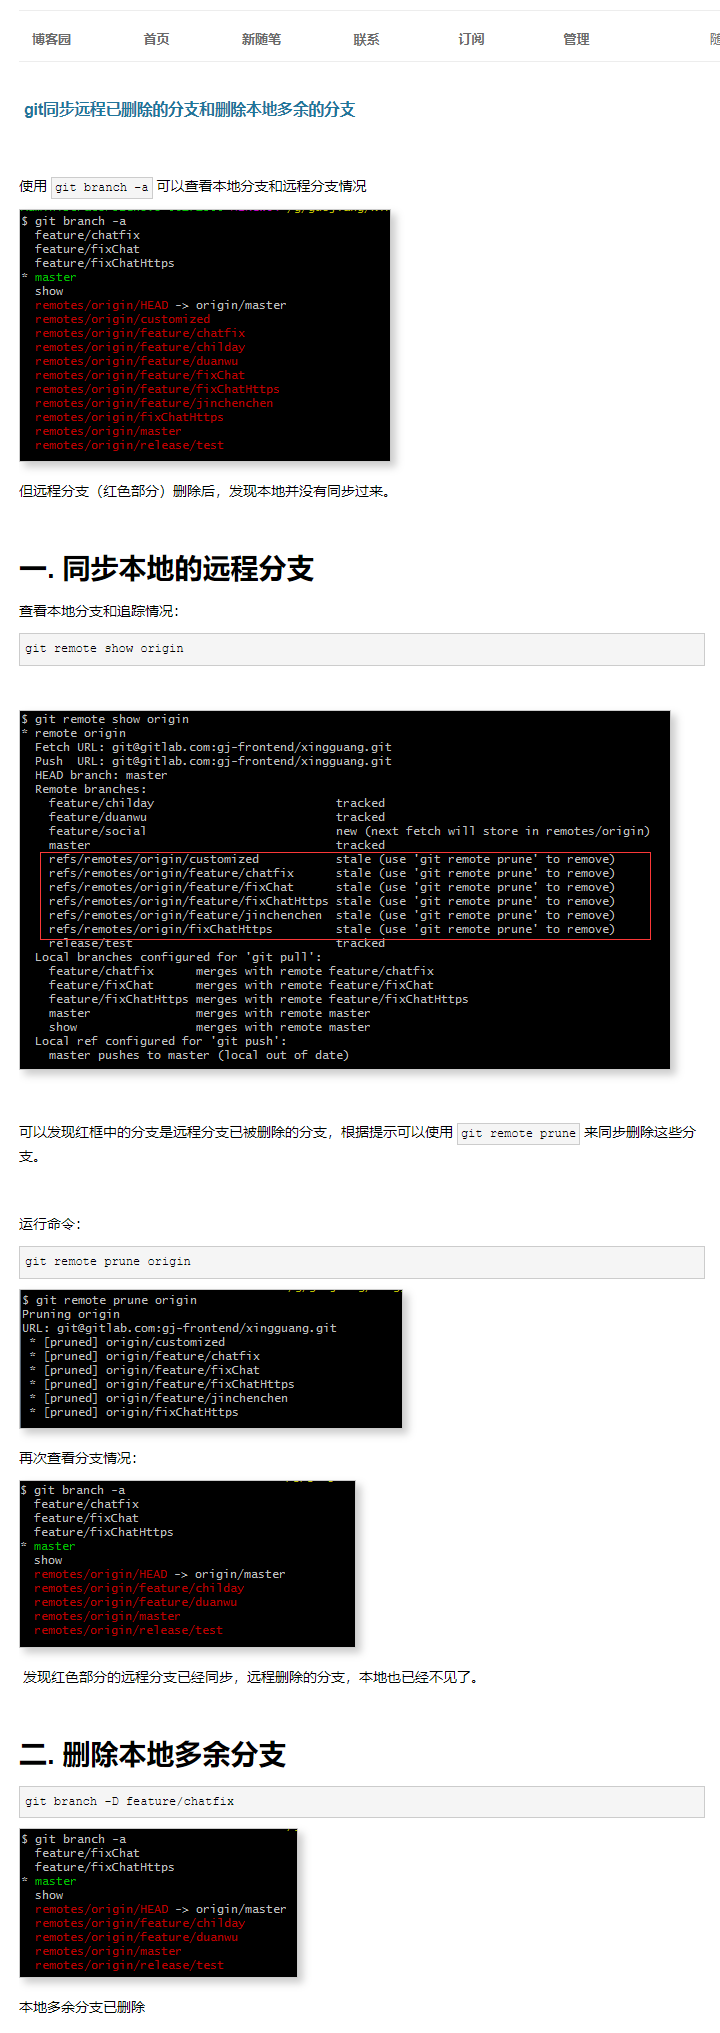 博客园 首页 新随笔 联系 订阅 管理
git同步远程已删除的分支和删除本地多余的分支
使用 git branch -a 可以查看本地分支和远程分支情况
$ git branch -a
feature/chatfix
feature/fixChat
feature/fixChatHttps
* master
show
remotes/origin/HEAD -> origin/master
remotes/origin/customized
remotes/origin/feature/chatfix
remotes/origin/feature/childay
remotes/origin/feature/duanwu
remotes/origin/feature/fixChat
remotes/origin/feature/fixChatHttps
remotes/origin/feature/jinchenchen
remotes/origin/fixChatHttps
remotes/origin/master
remotes/origin/release/test
但远程分支（红色部分）删除后，发现本地并没有同步过来。
一. 同步本地的远程分支
查看本地分支和追踪情况：
git remote show origin
$ git remote show origin
* remote origin
Fetch URL: git@gitlab.com:gj-frontend/xingguang.git
Push  URL: git@gitlab.com:gj-frontend/xingguang.git
HEAD branch: master
Remote branches:
feature/childay tracked
feature/duanwu tracked
feature/social new (next fetch will store in remotes/origin)
master tracked
refs/remotes/origin/customized stale (use 'git remote prune' to remove)
refs/remotes/origin/feature/chatfix stale (use 'git remote prune' to remove)
refs/remotes/origin/feature/fixChat stale (use 'git remote prune' to remove)
refs/remotes/origin/feature/fixChatHttps stale (use 'git remote prune' to remove)
refs/remotes/origin/feature/jinchenchen stale (use 'git remote prune' to remove)
refs/remotes/origin/fixChatHttps stale (use 'git remote prune' to remove)
release/test tracked
Local branches configured for 'git pull':
feature/chatfix merges with remote feature/chatfix
feature/fixChat merges with remote feature/fixChat
feature/fixChatHttps merges with remote feature/fixChatHttps
master merges with remote master
show merges with remote master
Local ref configured for 'git push':
master pushes to master (local out of date)
可以发现红框中的分支是远程分支已被删除的分支，根据提示可以使用 git remote prune 来同步删除这些分
支。
运行命令：
git remote prune origin
$ git remote prune origin
Pruning origin
URL: git@gitlab.com:gj-frontend/xingguang.git
* [pruned] origin/customized
* [pruned] origin/feature/chatfix
* [pruned] origin/feature/fixChat
* [pruned] origin/feature/fixChatHttps
* [pruned] origin/feature/jinchenchen
* [pruned] origin/fixChatHttps
再次查看分支情况：
$ git branch -a
feature/chatfix
feature/fixChat
feature/fixChatHttps
* master
show
remotes/origin/HEAD -> origin/master
remotes/origin/feature/childay
remotes/origin/feature/duanwu
remotes/origin/master
remotes/origin/release/test
发现红色部分的远程分支已经同步，远程删除的分支，本地也已经不见了。
二. 删除本地多余分支
git branch -D feature/chatfix
$ git branch -a
feature/fixChat
feature/fixChatHttps
* master
show
remotes/origin/HEAD -> origin/master
remotes/origin/feature/childay
remotes/origin/feature/duanwu
remotes/origin/master
remotes/origin/release/test
本地多余分支已删除